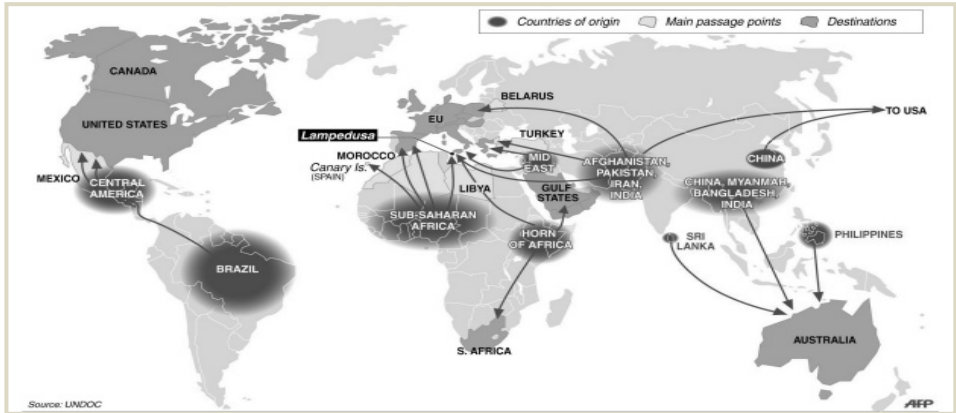 Countries of origin
Main passage points
Destinations
CANADA
UNITED STATES
MEXICO
CENTRAL
AMERICA
BRAZIL
BELARUS
EU
Lampedusa
TURKEY
MOROCCO
Canary Is.
(SPAIN)
LIBYA
MID
EAST
GULF
STATES
SUB-SAHARAN
AFRICA
HORN
OF AFRICA
S. AFRICA
AFGHANISTAN,
PAKISTAN,
IRAN,
INDIA
TO USA
CHINA
CHINA, MYANMAR,
BANGLADESH,
INDIA
SRI
LANKA
PHILIPPINES
AUSTRALIA
Source: UNDOC
AFP